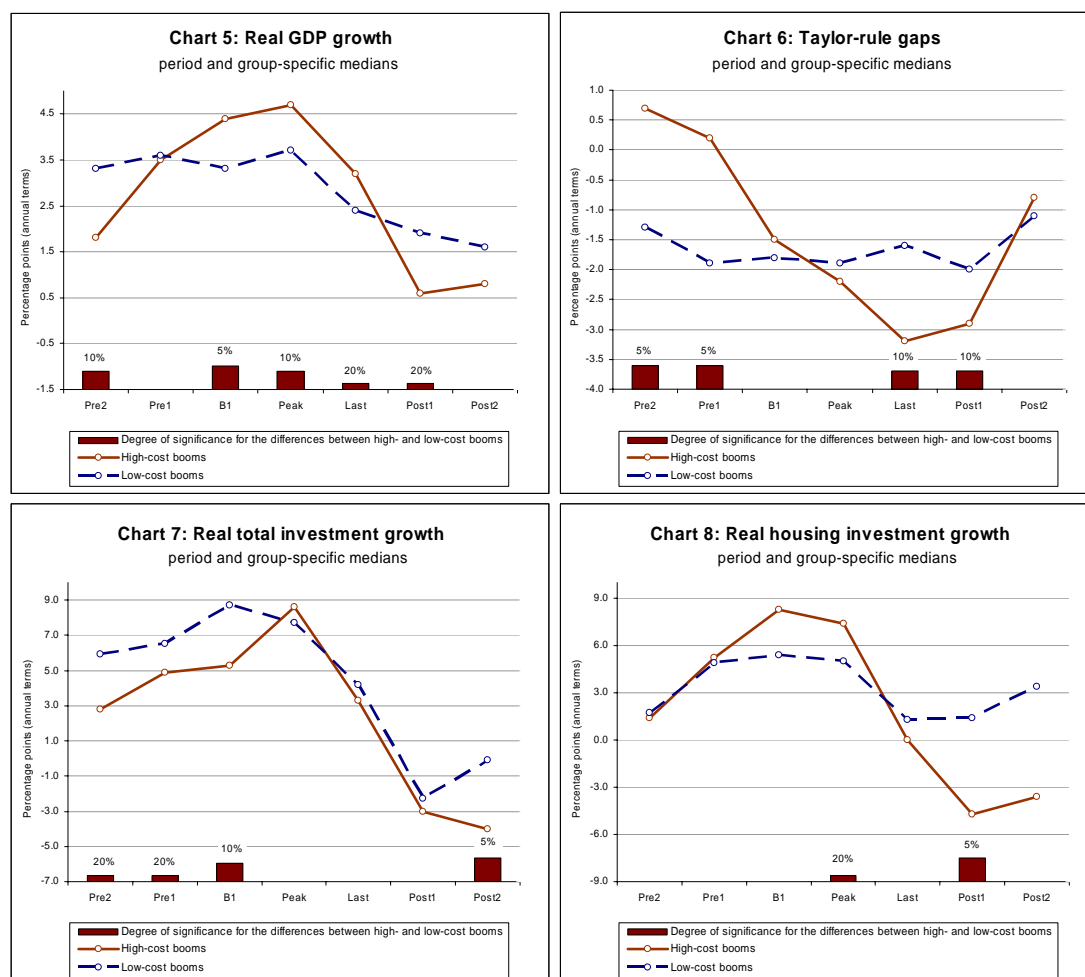 Chart 5: Real GDP growth
period and group-specific medians
Percentage points (annual terms)
4.5
3.5
2.5
1.5
0.5
-0.5
-1.5
10%
5%
10%
20%
20%
Pre2 Pre1 B1 Peak Last Post1 Post2
Degree of significance for the differences between high- and low-cost booms
High-cost booms
Low-cost booms
Chart 6: Taylor-rule gaps
period and group-specific medians
Percentage points (annual terms)
1.0
0.5
0.0
-0.5
-1.0
-1.5
-2.0
-2.5
-3.0
-3.5
-4.0
5%
5%
10%
10%
Pre2 Pre1 B1 Peak Last Post1 Post2
Degree of significance for the differences between high- and low-cost booms
High-cost booms
Low-cost booms
Chart 7: Real total investment growth
period and group-specific medians
Percentage points (annual terms)
9.0
7.0
5.0
3.0
1.0
-1.0
-3.0
-5.0
-7.0
20%
20%
10%
5%
Pre2 Pre1 B1 Peak Last Post1 Post2
Degree of significance for the differences between high- and low-cost booms
High-cost booms
Low-cost booms
Chart 8: Real housing investment growth
period and group-specific medians
Percentage points (annual terms)
9.0
6.0
3.0
0.0
-3.0
-6.0
-9.0
20%
5%
Pre2 Pre1 B1 Peak Last Post1 Post2
Degree of significance for the differences between high- and low-cost booms
High-cost booms
Low-cost booms